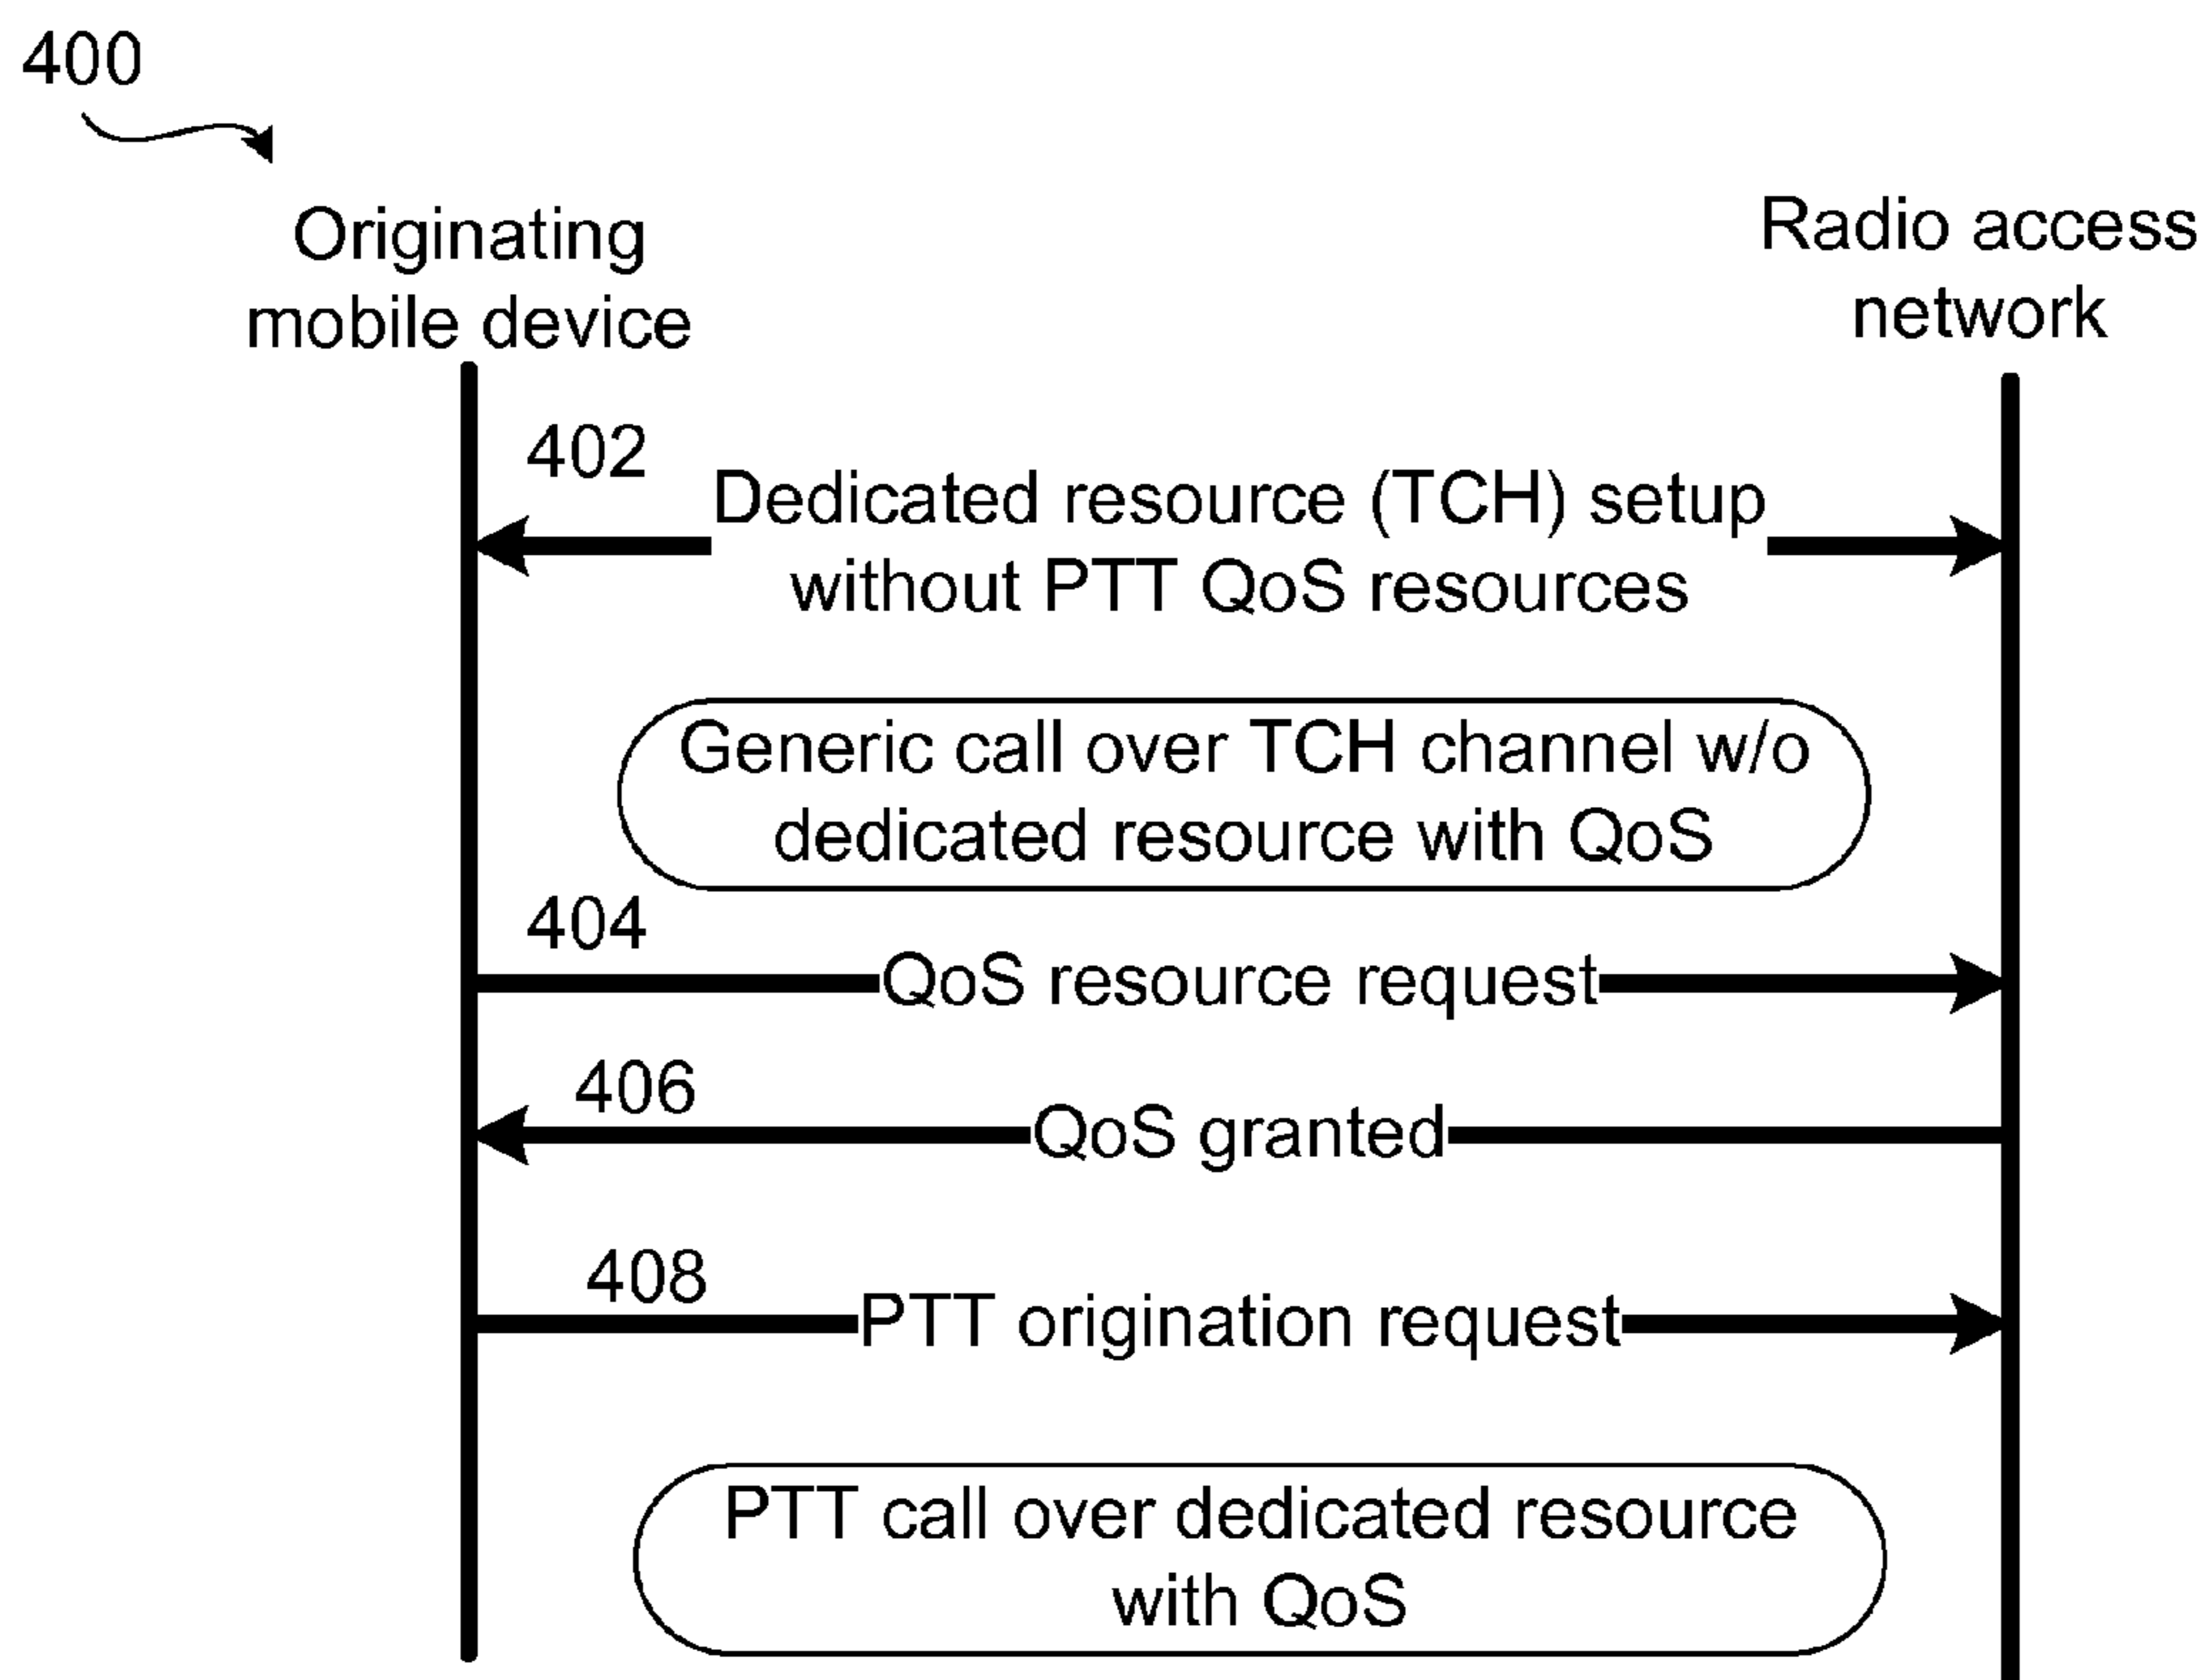 400
Originating
mobile device
Radio access
network
402
Dedicated resource (TCH) setup
without PTT QoS resources
Generic call over TCH channel w/o
dedicated resource with QoS
404
QoS resource request
406
QoS granted
408
PTT origination request
PTT call over dedicated resource
with QoS